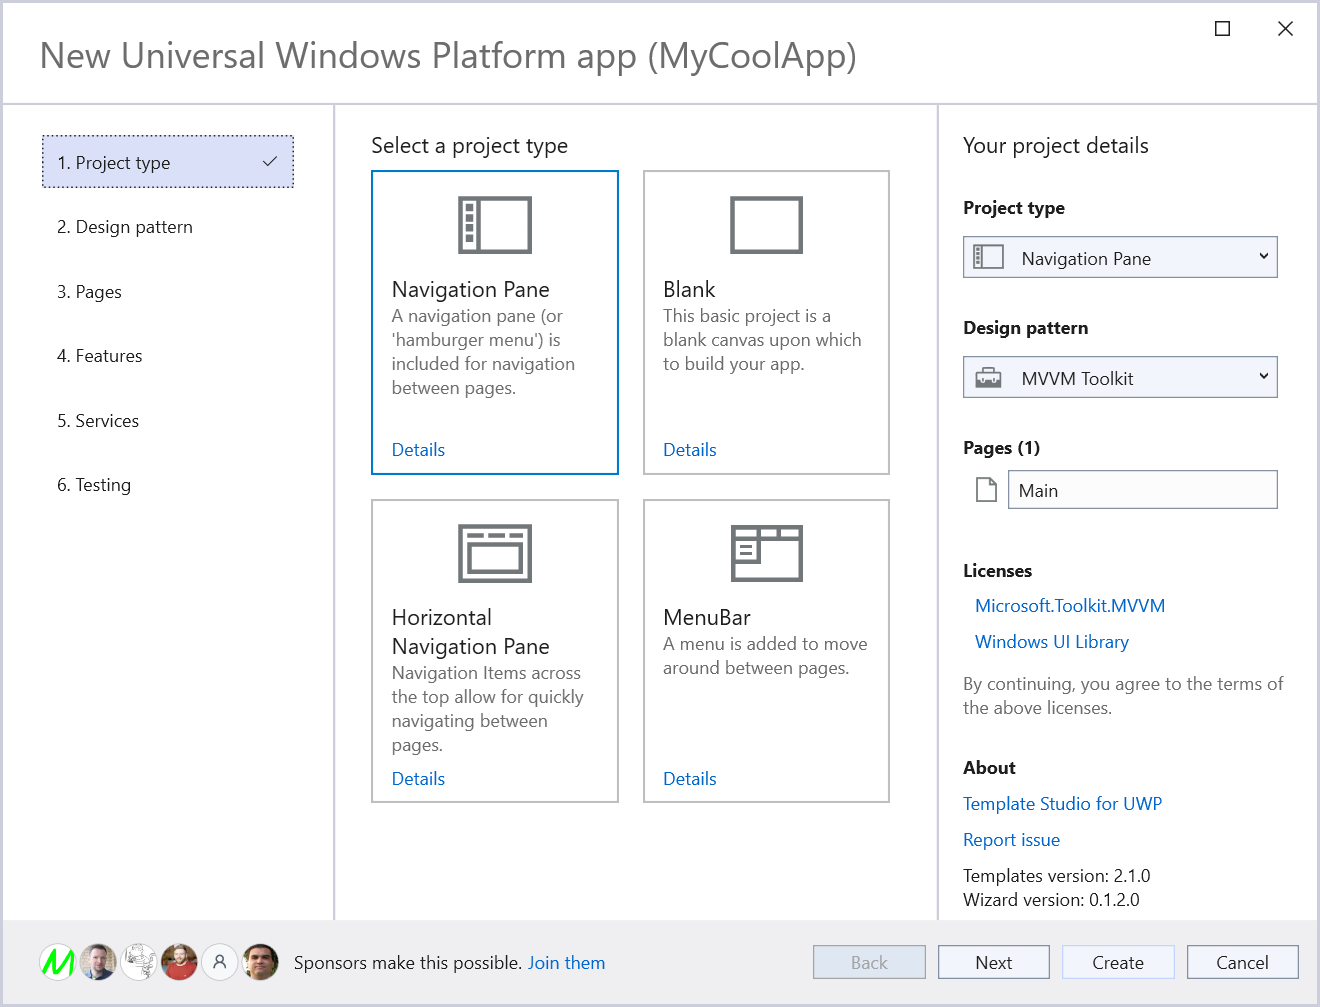 New Universal Windows Platform app (MyCoolApp)
1. Project type
2. Design pattern
3. Pages
4. Features
5. Services
6. Testing
Select a project type
Navigation Pane
A navigation pane (or
'hamburger menu') is
included for navigation
between pages.
Details
Blank
This basic project is a
blank canvas upon which
to build your app.
Details
Horizontal
Navigation Pane
Navigation Items across
the top allow for quickly
navigating between
pages.
Details
MenuBar
A menu is added to move
around between pages.
Details
Your project details
Project type
Navigation Pane
Design pattern
MVVM Toolkit
Pages (1)
Main
Licenses
Microsoft.Toolkit.MVVM
Windows UI Library
By continuing, you agree to the terms of
the above licenses.
About
Template Studio for UWP
Report issue
Templates version: 2.1.0
Wizard version: 0.1.2.0
Sponsors make this possible. Join them
Back
Next
Create
Cancel